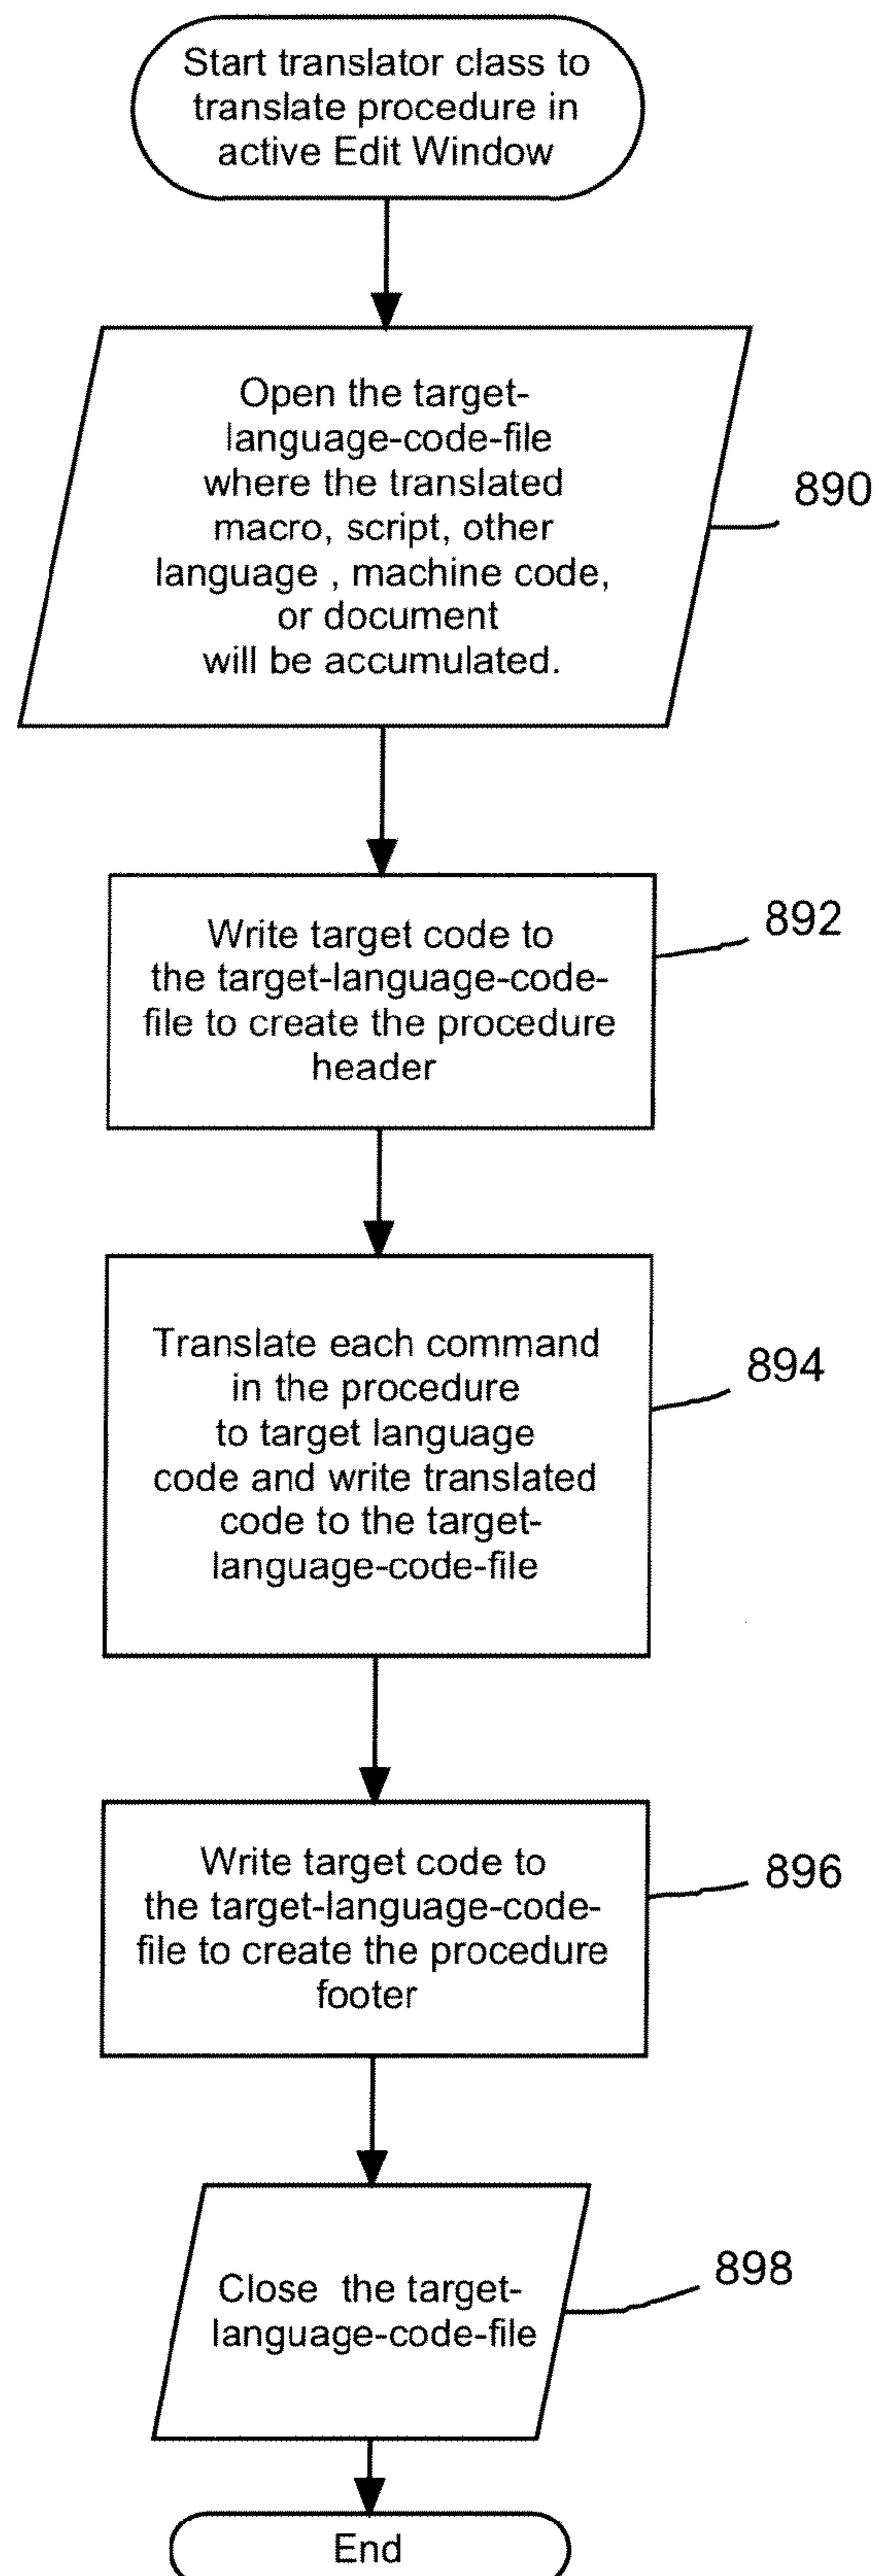 Start translator class to
translate procedure in
active Edit Window
Open the target-
language-code-file
where the translated
macro, script, other
language , machine code,
or document
will be accumulated.
890
Write target code to
the target-language-code-
file to create the procedure
header
892
Translate each command
in the procedure
to target language
code and write translated
code to the target-
language-code-file
894
Write target code to
the target-language-code-
file to create the procedure
footer
896
Close the target-
language-code-file
898
End